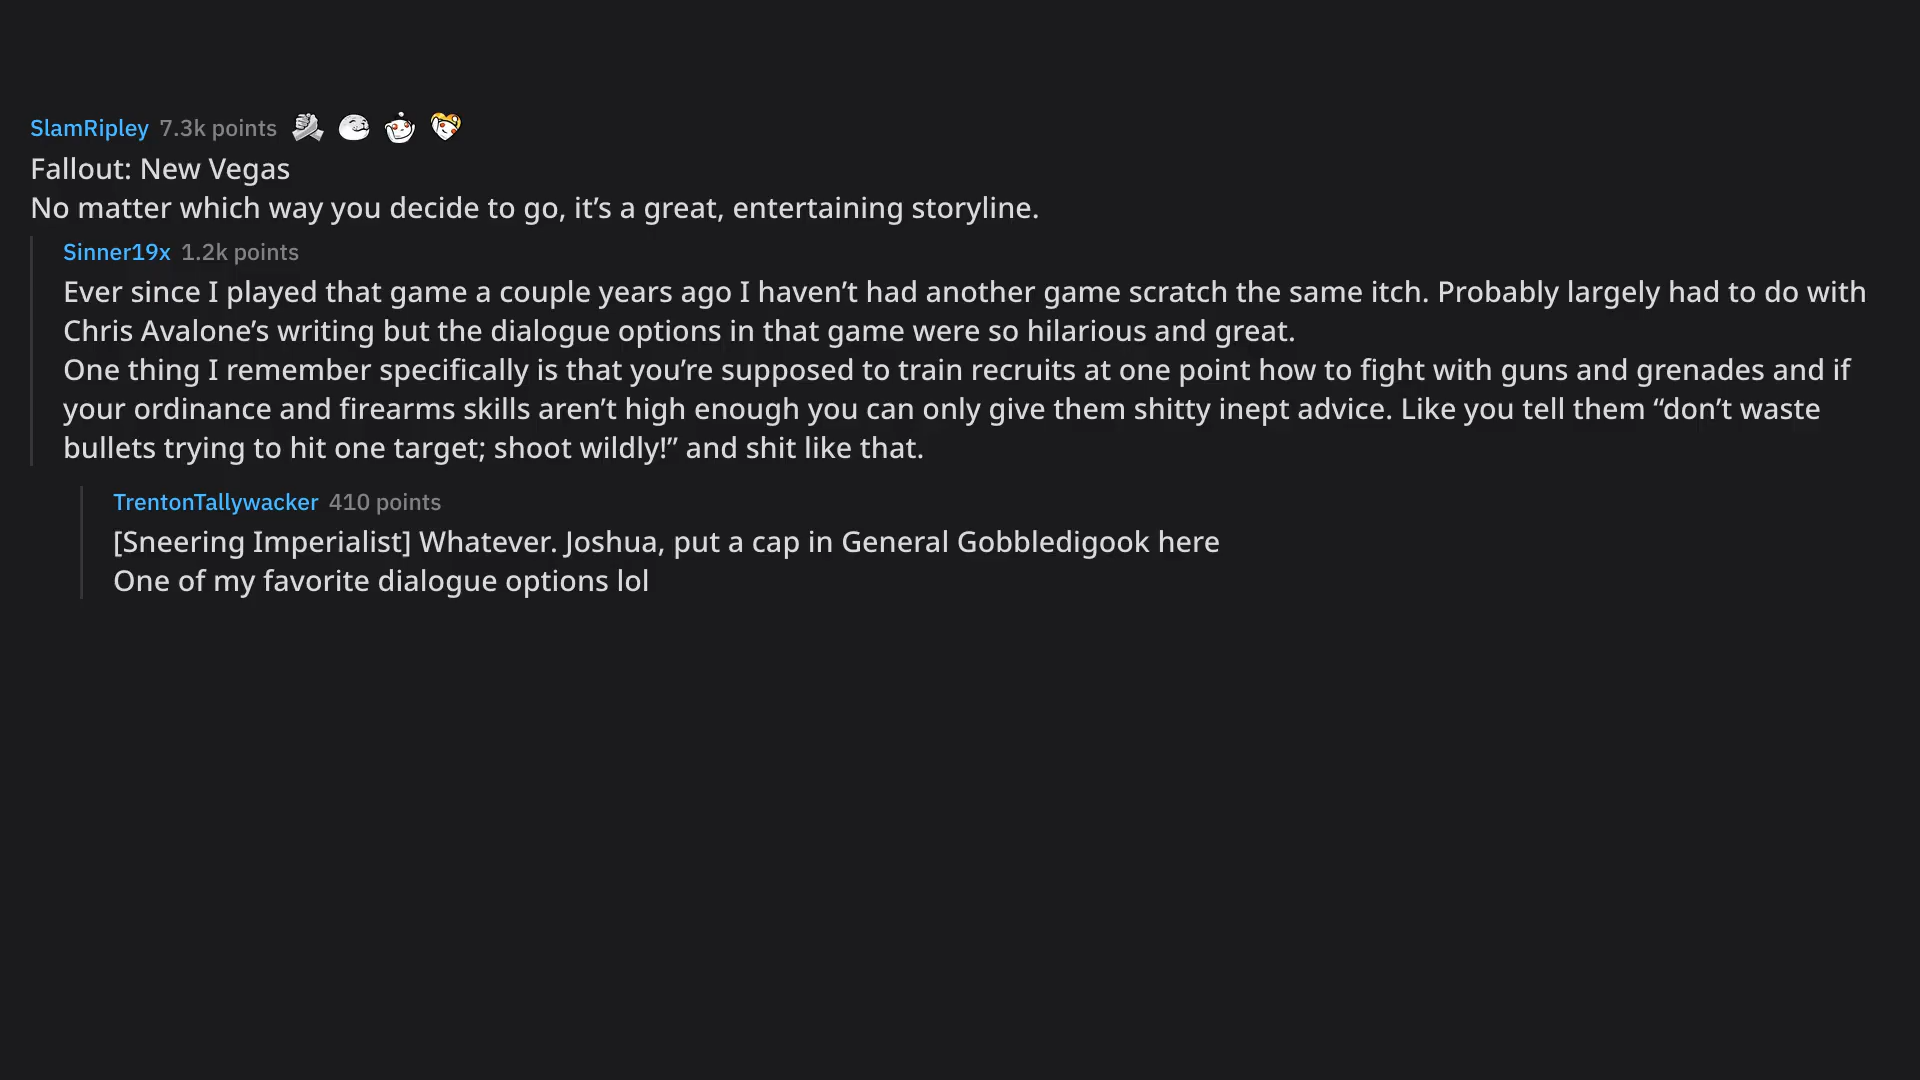 SlamRipley 7.3k points
Fallout: New Vegas
No matter which way you decide to go, it’s a great, entertaining storyline.
Sinner19x 1.2k points
Ever since I played that game a couple years ago I haven’t had another game scratch the same itch. Probably largely had to do with
Chris Avalone’s writing but the dialogue options in that game were so hilarious and great.
One thing I remember specifically is that you’re supposed to train recruits at one point how to fight with guns and grenades and if
your ordinance and firearms skills aren’t high enough you can only give them shitty inept advice. Like you tell them “don’t waste
bullets trying to hit one target; shoot wildly!” and shit like that.
TrentonTallywacker 410 points
[Sneering Imperialist] Whatever. Joshua, put a cap in General Gobbledigook here
One of my favorite dialogue options lol